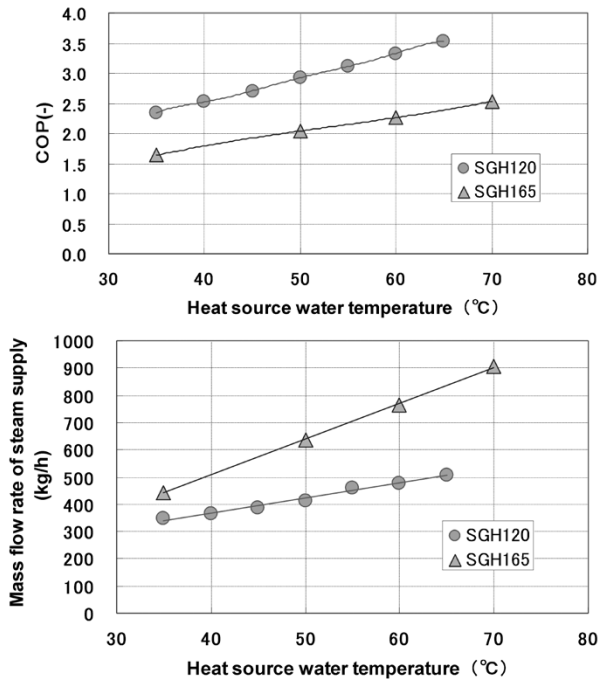 COP(-)
4.0
3.5
3.0
2.5
2.0
1.5
1.0
0.5
0.0
SGH120
SGH165
30 40 50 60 70 80
Heat source water temperature (℃)
Mass flow rate of steam supply
(kg/h)
1000
900
800
700
600
500
400
300
200
100
0
SGH120
SGH165
30 40 50 60 70 80
Heat source water temperature (℃)